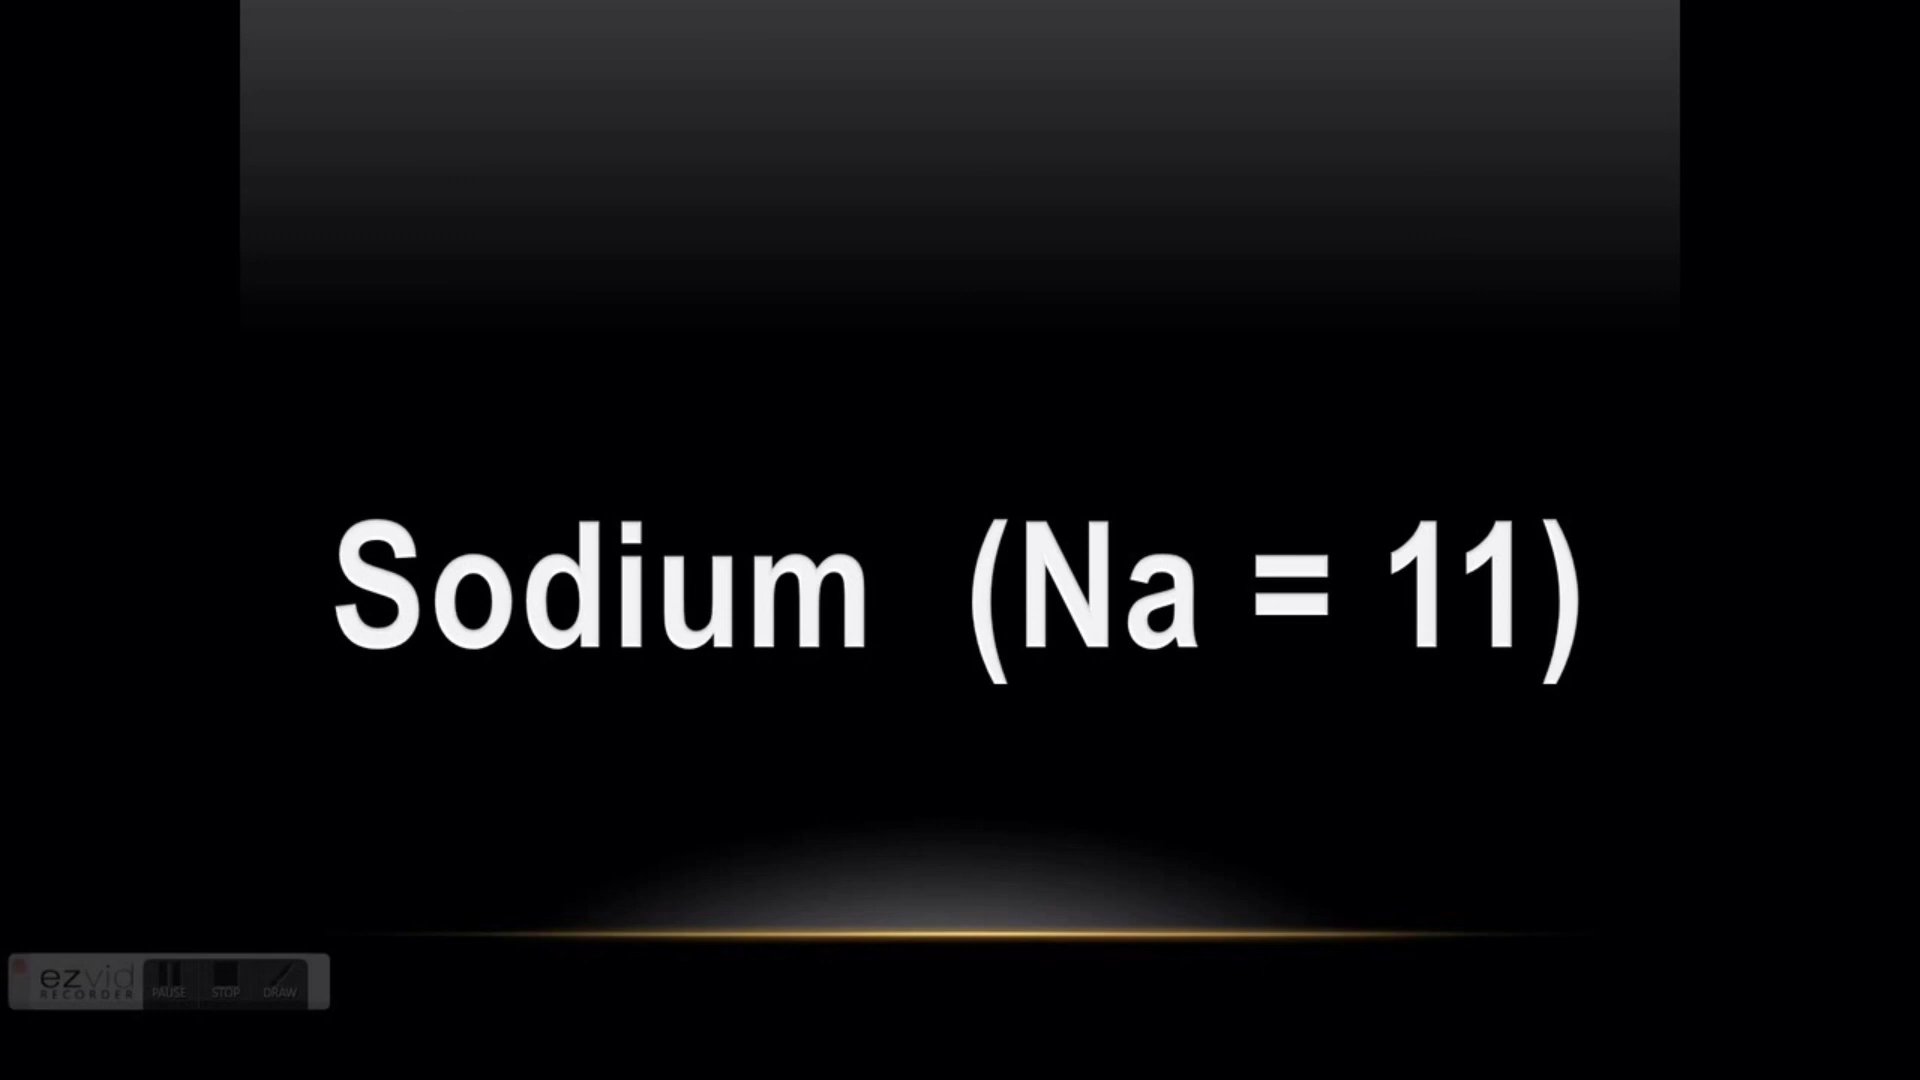 Sodium (Na = 11)
ezvid
RECORDER
PAUSE STOP DRAW